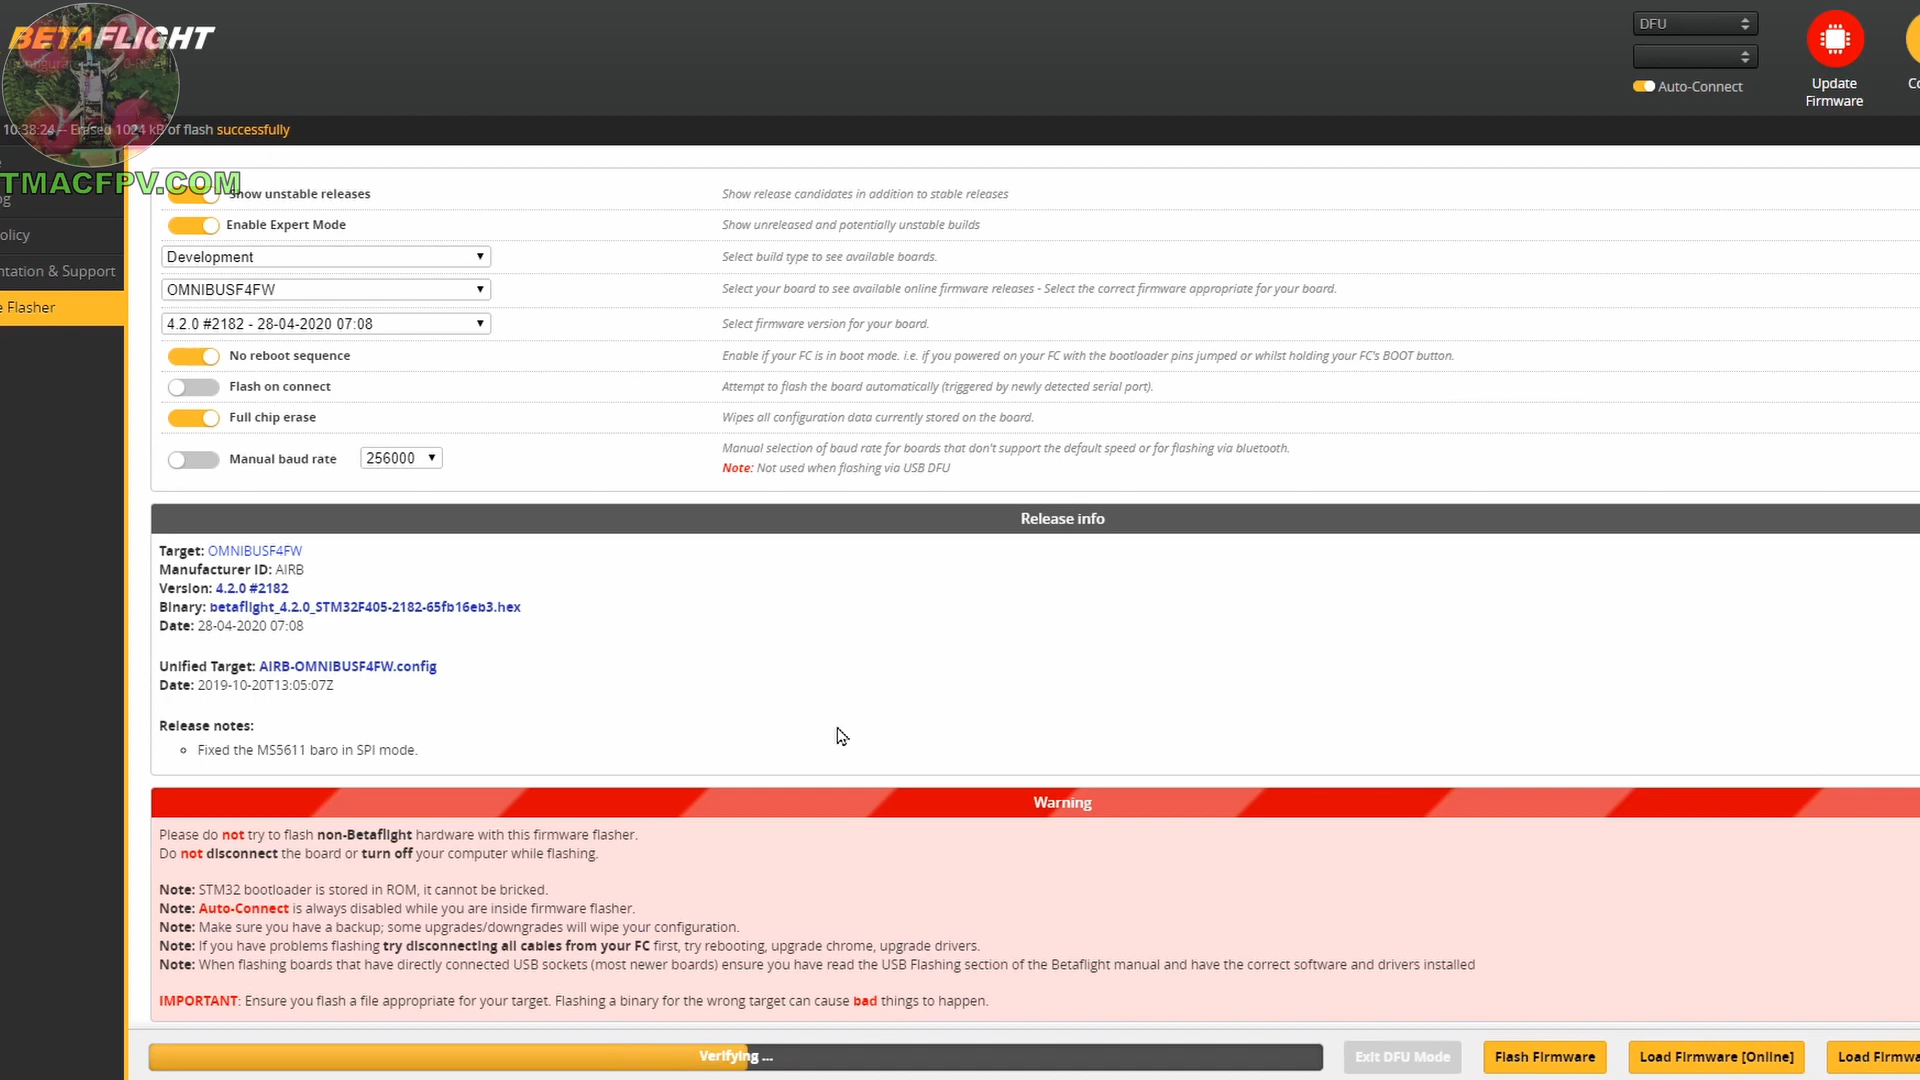 BETAFLIGHT
DFU
Auto-Connect
Update
Firmware
10:38:24 -- Erased 1024 kB of flash successfully
TMACFPV.COM
olicy
ntation & Support
e Flasher
Show unstable releases
Show release candidates in addition to stable releases
Enable Expert Mode
Show unreleased and potentially unstable builds
Development
Select build type to see available boards.
OMNIBUSF4FW
Select your board to see available online firmware releases - Select the correct firmware appropriate for your board.
4.2.0 #2182 - 28-04-2020 07:08
Select firmware version for your board.
No reboot sequence
Enable if your FC is in boot mode. i.e. if you powered on your FC with the bootloader pins jumped or whilst holding your FC's BOOT button.
Flash on connect
Attempt to flash the board automatically (triggered by newly detected serial port).
Full chip erase
Wipes all configuration data currently stored on the board.
Manual baud rate
256000
Manual selection of baud rate for boards that don't support the default speed or for flashing via bluetooth.
Note: Not used when flashing via USB DFU
Release info
Target: OMNIBUSF4FW
Manufacturer ID: AIRB
Version: 4.2.0 #2182
Binary: betaflight_4.2.0_STM32F405-2182-65fb16eb3.hex
Date: 28-04-2020 07:08
Unified Target: AIRB-OMNIBUSF4FW.config
Date: 2019-10-20T13:05:07Z
Release notes:
Fixed the MS5611 baro in SPI mode.
Warning
Please do not try to flash non-Betaflight hardware with this firmware flasher.
Do not disconnect the board or turn off your computer while flashing.
Note: STM32 bootloader is stored in ROM, it cannot be bricked.
Note: Auto-Connect is always disabled while you are inside firmware flasher.
Note: Make sure you have a backup; some upgrades/downgrades will wipe your configuration.
Note: If you have problems flashing try disconnecting all cables from your FC first, try rebooting, upgrade chrome, upgrade drivers.
Note: When flashing boards that have directly connected USB sockets (most newer boards) ensure you have read the USB Flashing section of the Betaflight manual and have the correct software and drivers installed
IMPORTANT: Ensure you flash a file appropriate for your target. Flashing a binary for the wrong target can cause bad things to happen.
Verifying ...
Exit DFU Mode
Flash Firmware
Load Firmware [Online]
Load Firmwa